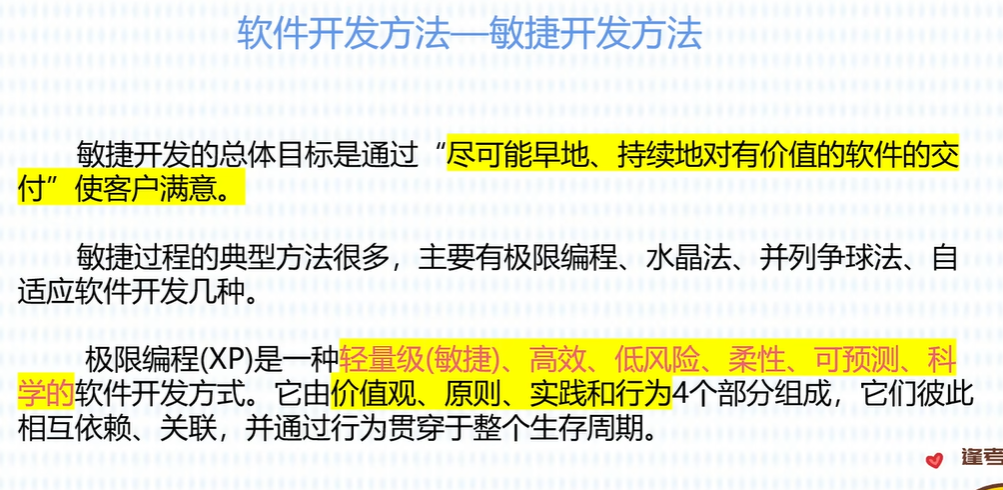 软件开发方法—敏捷开发方法
敏捷开发的总体目标是通过“尽可能早地、持续地对有价值的软件的交
付”使客户满意。
敏捷过程的典型方法很多，主要有极限编程、水晶法、并列争球法、自
适应软件开发几种。
极限编程(XP)是一种轻量级(敏捷)、高效、低风险、柔性、可预测、科
学的软件开发方式。它由价值观、原则、实践和行为4个部分组成，它们彼此
相互依赖、关联，并通过行为贯穿于整个生存周期。
逢考